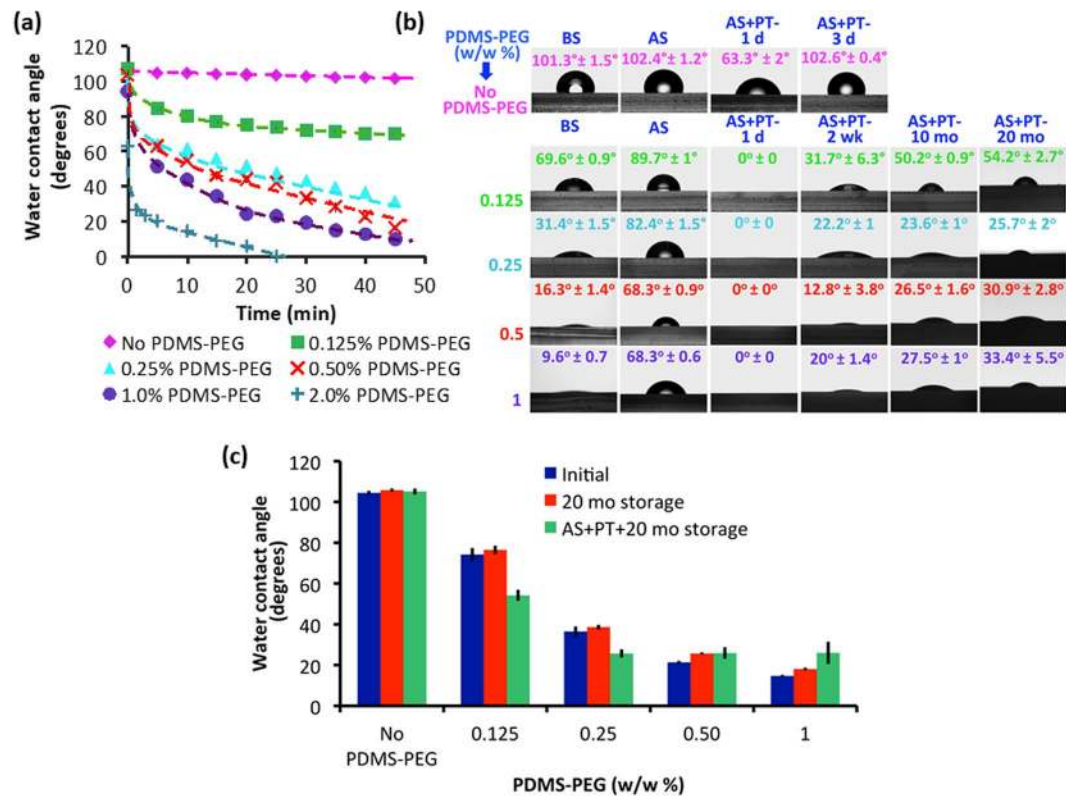 (a)
Water contact angle
(degrees)
120
100
80
60
40
20
0
0 10 20 30 40 50
Time (min)
No PDMS-PEG 0.125% PDMS-PEG
0.25% PDMS-PEG 0.50% PDMS-PEG
1.0% PDMS-PEG 2.0% PDMS-PEG
(b)
PDMS-PEG
(w/w %)
No
PDMS-PEG
BS AS AS+PT-
1 d AS+PT-
3 d
101.3°± 1.5° 102.4°± 1.2° 63.3° ± 2° 102.6°± 0.4°
BS AS AS+PT-
1 d AS+PT-
2 wk AS+PT-
10 mo AS+PT-
20 mo
0.125
69.6° ± 0.9° 89.7° ± 1° 0° ± 0 31.7° ± 6.3° 50.2° ± 0.9° 54.2° ± 2.7°
0.25
31.4° ± 1.5° 82.4° ± 1.5° 0° ± 0 22.2° ± 1 23.6° ± 1° 25.7° ± 2°
0.5
16.3° ± 1.4° 68.3° ± 0.9° 0° ± 0° 12.8° ± 3.8° 26.5° ± 1.6° 30.9° ± 2.8°
1
9.6° ± 0.7 68.3° ± 0.6 0° ± 0 20° ± 1.4° 27.5° ± 1° 33.4° ± 5.5°
(c)
Water contact angle
(degrees)
120
100
80
60
40
20
0
Initial
20 mo storage
AS+PT+20 mo storage
No
PDMS-PEG 0.125 0.25 0.50 1
PDMS-PEG (w/w %)